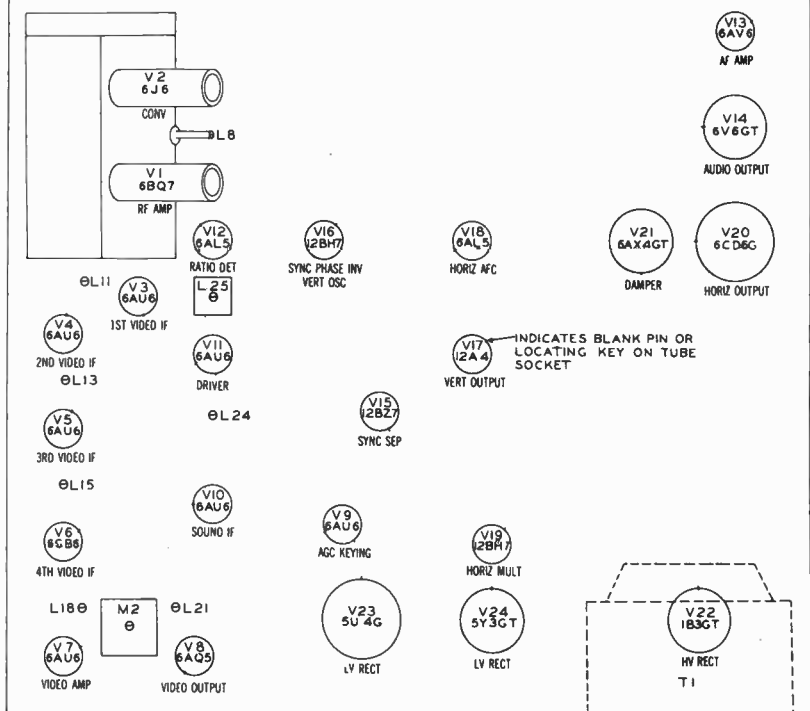 V13
6AV6
AF AMP
V2
6J6
CONV
L8
V14
6V6GT
AUDIO OUTPUT
V1
6BQ7
RF AMP
V12
6AL5
RATIO DET
V16
12BH7
SYNC PHASE INV
VERT OSC
V18
6AL5
HORIZ AFC
V21
6AX4GT
DAMPER
V20
6CD6G
HORIZ OUTPUT
L11
V3
6AU6
1ST VIDEO IF
L25
V4
6AU6
2ND VIDEO IF
L13
V11
6AU6
DRIVER
V17
12A4
VERT OUTPUT
INDICATES BLANK PIN OR
LOCATING KEY ON TUBE
SOCKET
L24
V15
12BZ7
SYNC SEP
V5
6AU6
3RD VIDEO IF
L15
V10
6AU6
SOUND IF
V9
6AU6
AGC KEYING
V6
4TH VIDEO IF
V19
12BH7
HORIZ MULT
L18
M2
L21
V23
5U4G
LV RECT
V24
5Y3GT
LV RECT
V22
1B3GT
HV RECT
T1
V7
6AU6
VIDEO AMP
V8
6AQ5
VIDEO OUTPUT